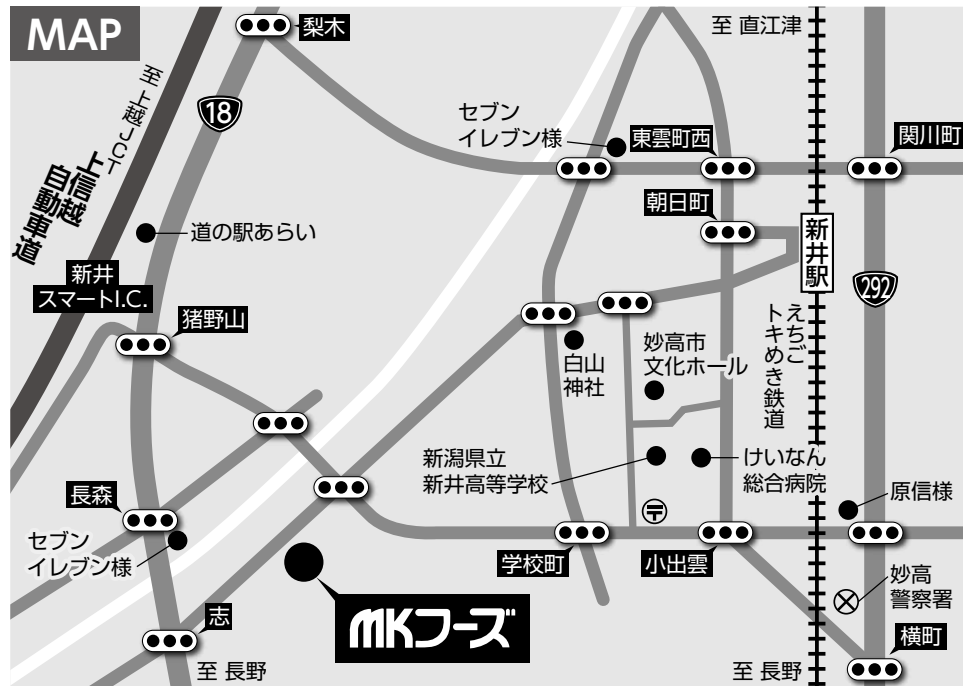 MAP
梨木
至 直江津
至 上越JCT
18
セブン
イレブン様
東雲町西
関川町
上信越
自動車道
朝日町
道の駅あらい
新井駅
新井
スマートI.C.
292
猪野山
えちご
トキめき鉄道
妙高市
文化ホール
白山
神社
新潟県立
新井高等学校
けいなん
総合病院
長森
原信様
〒
セブン
イレブン様
学校町
小出雲
妙高
警察署
志
MKフーズ
横町
至 長野
至 長野